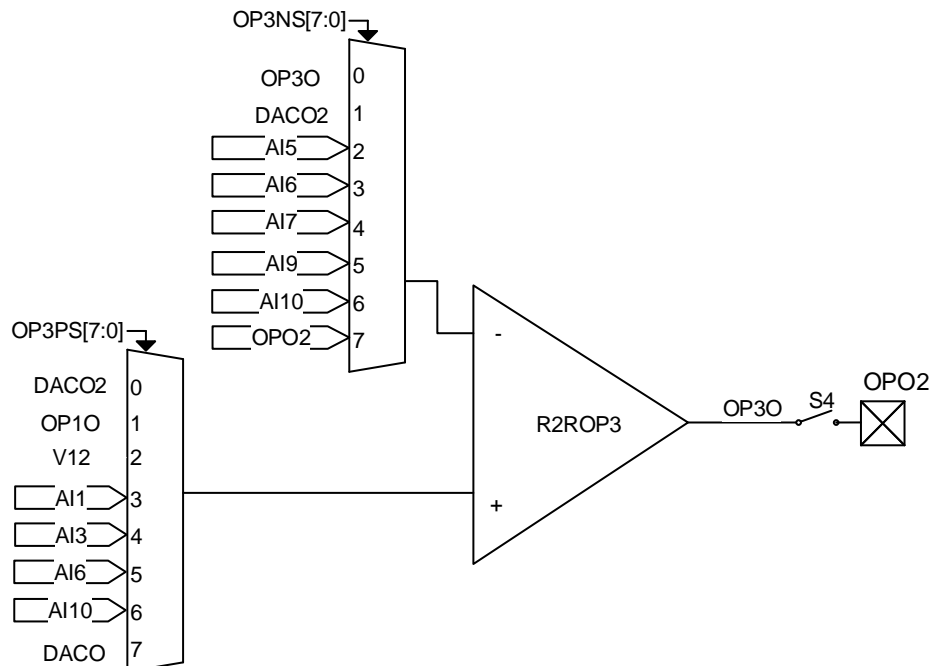 OP3NS[7:0]
OP3O 0
DACO2 1
AI5 2
AI6 3
AI7 4
AI9 5
AI10 6
OPO2 7
OP3PS[7:0]
DACO2 0
OP1O 1
V12 2
AI1 3
AI3 4
AI6 5
AI10 6
DACO 7
-
+
R2ROP3
OP3O
S4
OPO2